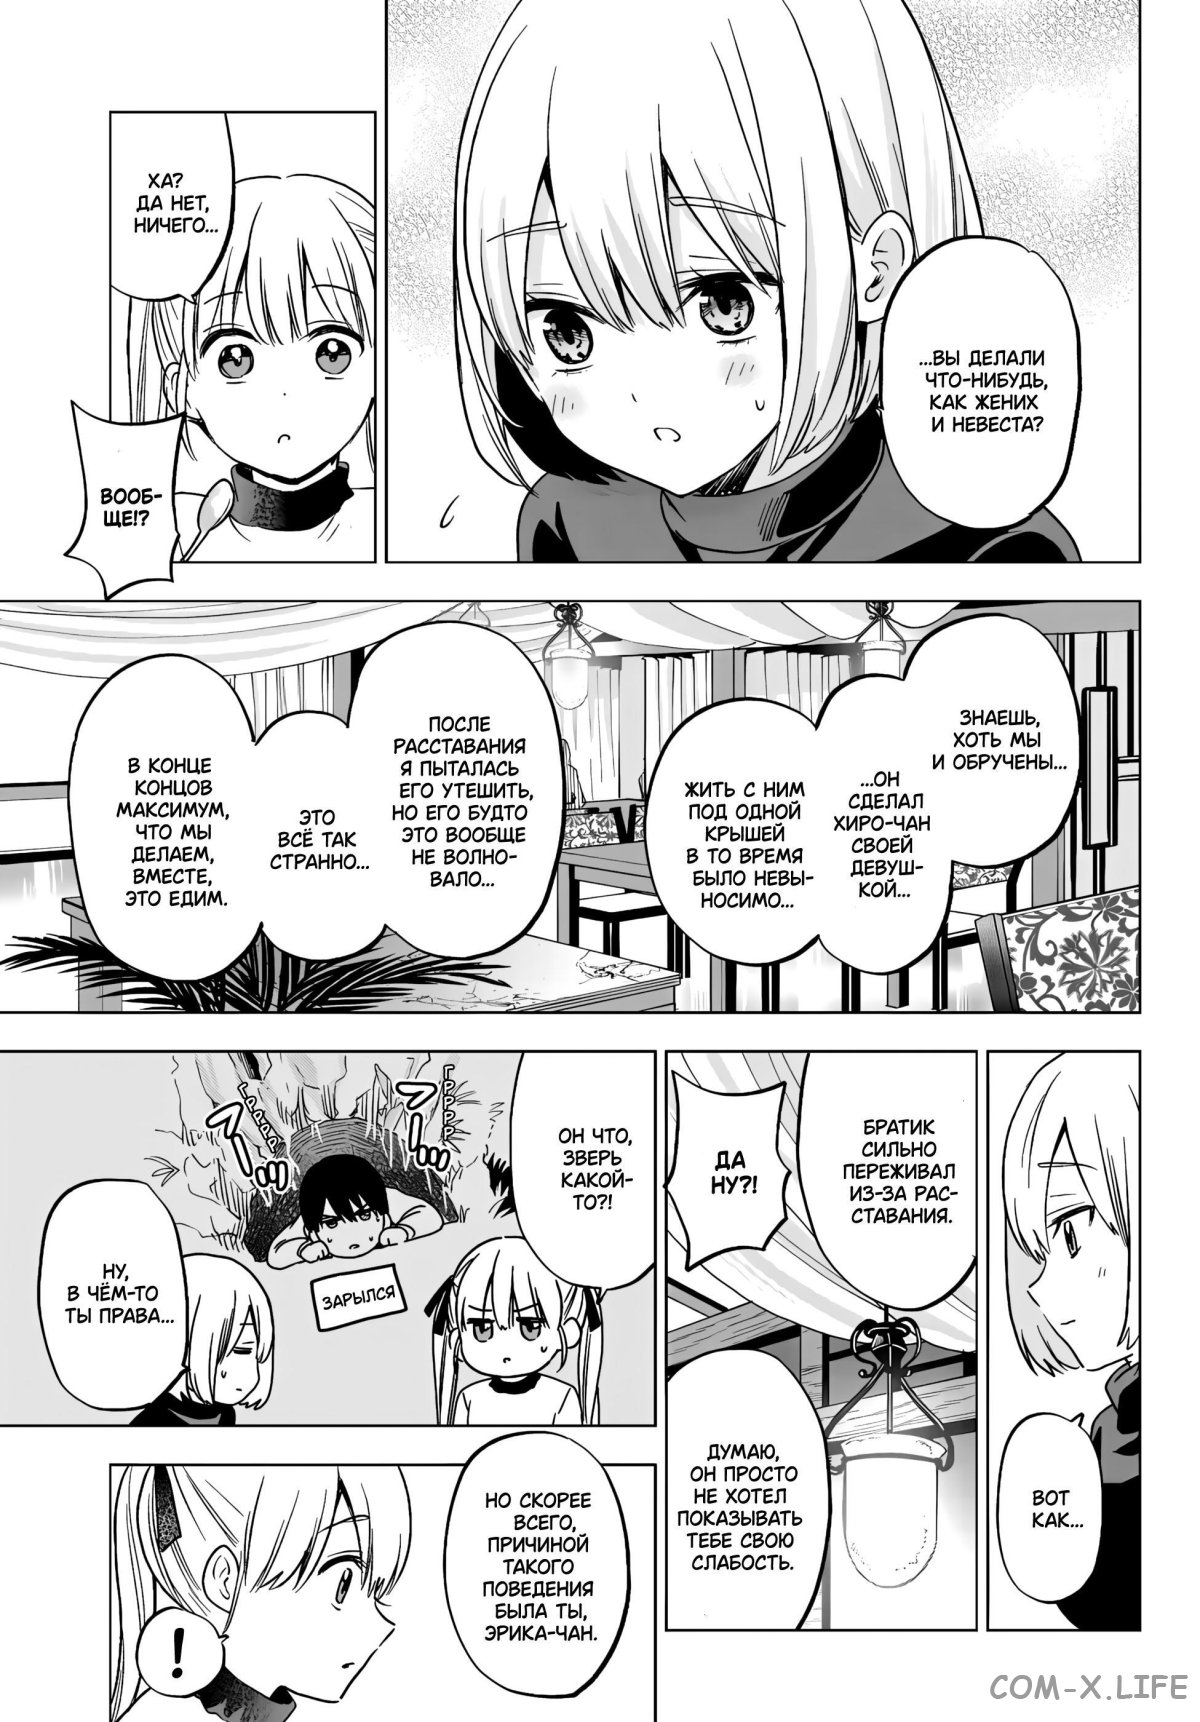 ...ВЫ ДЕЛАЛИ
ЧТО-НИБУДЬ,
КАК ЖЕНИХ
И НЕВЕСТА?
ХА?
ДА НЕТ,
НИЧЕГО...
ВООБ-
ЩЕ!?
ЗНАЕШЬ,
ХОТЬ МЫ
И ОБРУЧЕНЫ...
...ОН
СДЕЛАЛ
ХИРО-ЧАН
СВОЕЙ
ДЕВУШ-
КОЙ...
ЖИТЬ С НИМ
ПОД ОДНОЙ
КРЫШЕЙ
В ТО ВРЕМЯ
БЫЛО НЕВЫ-
НОСИМО...
ПОСЛЕ
РАССТАВАНИЯ
Я ПЫТАЛАСЬ
ЕГО УТЕШИТЬ,
НО ЕГО БУДТО
ЭТО ВООБЩЕ
НЕ ВОЛНО-
ВАЛО...
ЭТО
ВСЁ ТАК
СТРАННО...
В КОНЦЕ
КОНЦОВ
МАКСИМУМ,
ЧТО МЫ
ДЕЛАЕМ,
ВМЕСТЕ,
ЭТО ЕДИМ.
ВОТ
КАК...
БРАТИК
СИЛЬНО
ПЕРЕЖИВАЛ
ИЗ-ЗА РАС-
СТАВАНИЯ.
ДА
НУ?!
ДУМАЮ,
ОН ПРОСТО
НЕ ХОТЕЛ
ПОКАЗЫВАТЬ
ТЕБЕ СВОЮ
СЛАБОСТЬ.
ОН ЧТО,
ЗВЕРЬ
КАКОЙ-
ТО?!
ГРРРР
ГРРРР
ЗАРЫЛСЯ
НУ,
В ЧЁМ-ТО
ТЫ ПРАВА...
НО СКОРЕЕ
ВСЕГО,
ПРИЧИНОЙ
ТАКОГО
ПОВЕДЕНИЯ
БЫЛА ТЫ,
ЭРИКА-ЧАН.
!
COM-X.LIFE